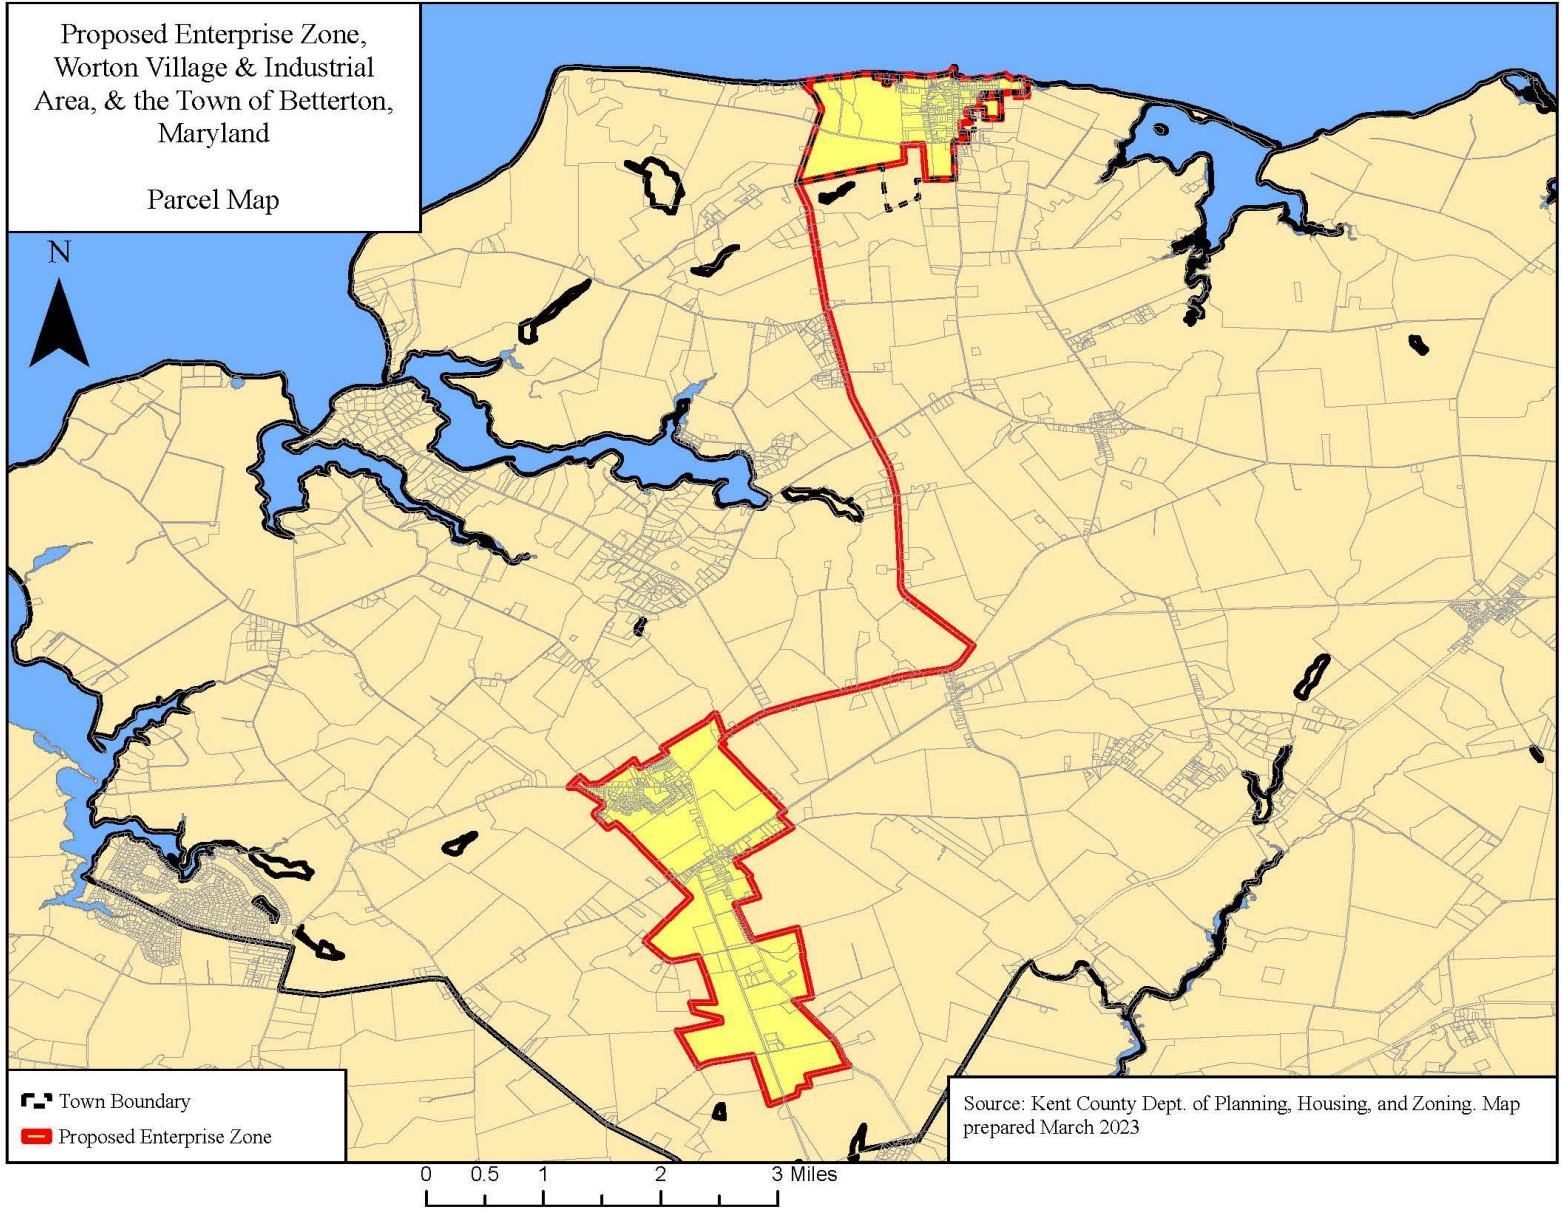 Proposed Enterprise Zone,
Worton Village & Industrial
Area, & the Town of Betterton,
Maryland
Parcel Map
N
Town Boundary
Proposed Enterprise Zone
Source: Kent County Dept. of Planning, Housing, and Zoning. Map
prepared March 2023
0 0.5 1 2 3 Miles